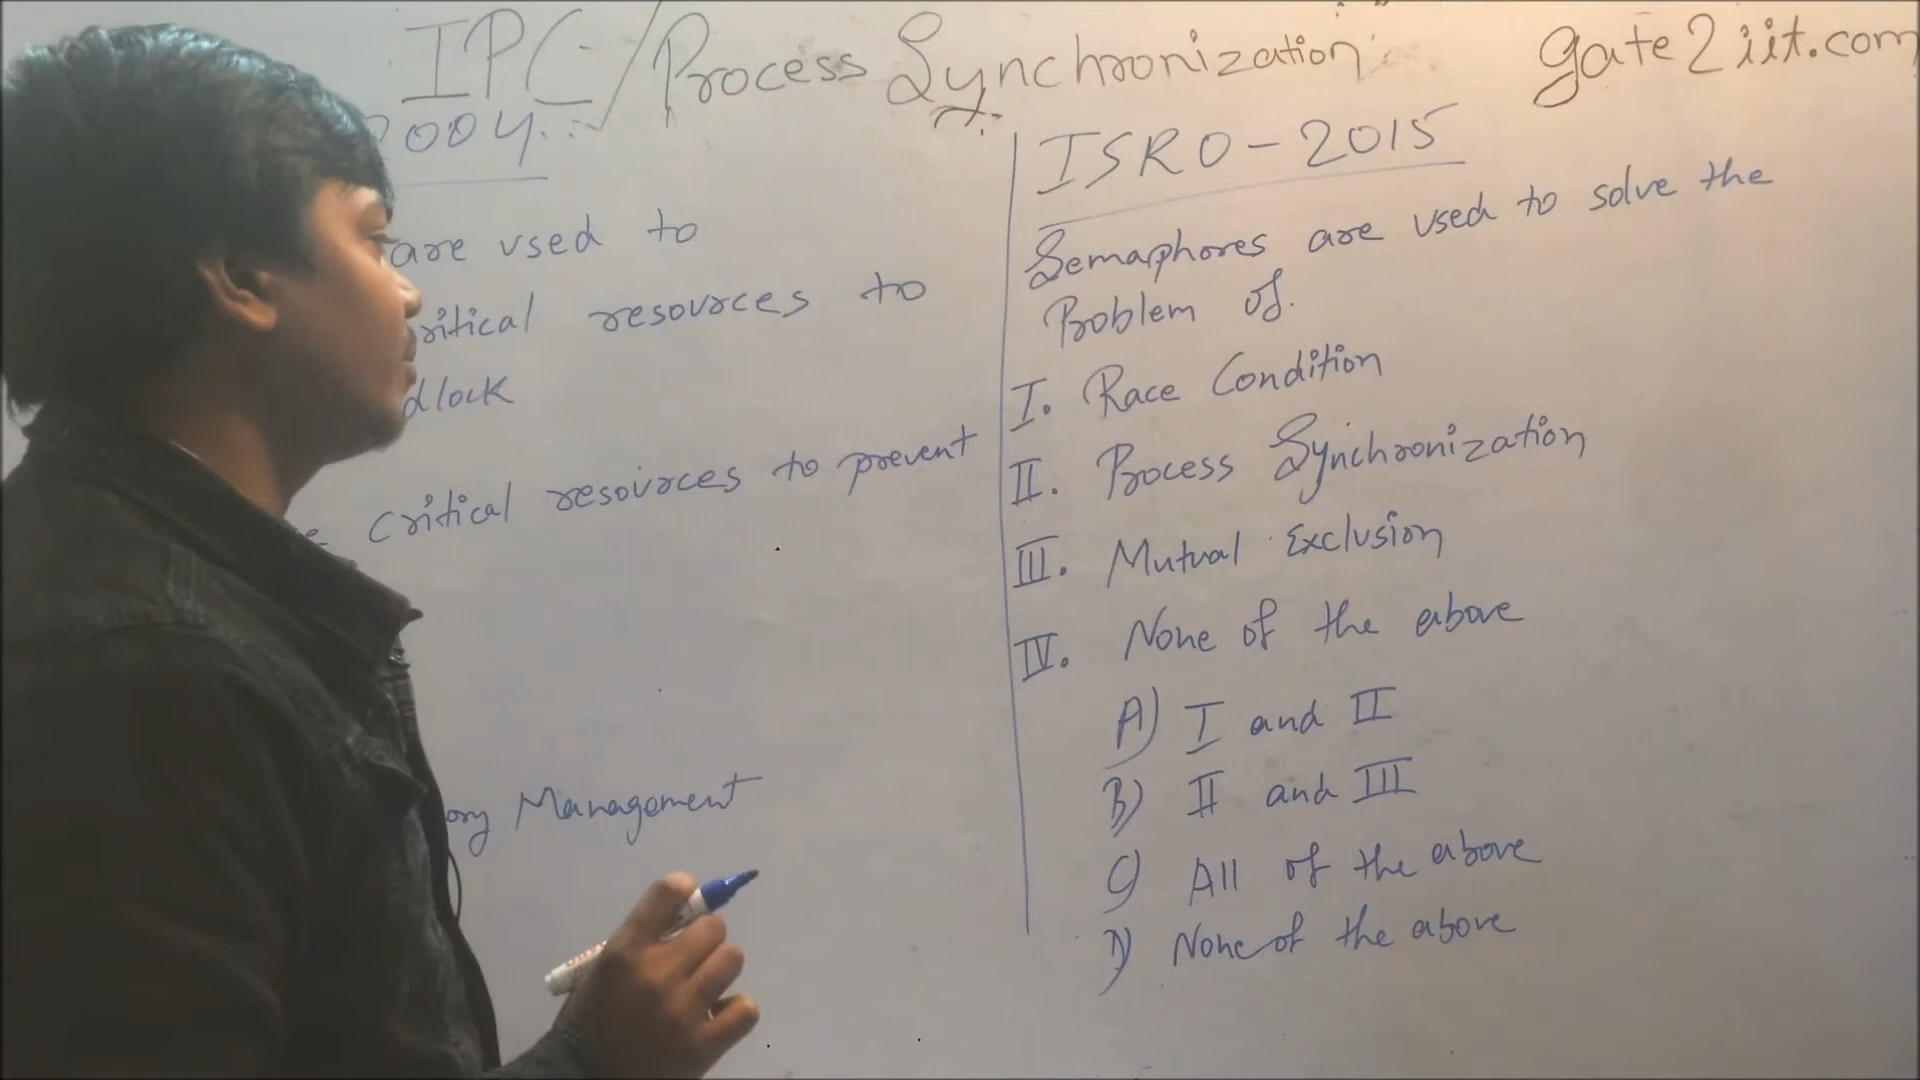 IPC/Process Synchronization
gate2iit.com
2004
are used to
ritical resources to
dlock
e critical resources to prevent
ory Management
ISRO-2015
Semaphores are used to solve the
Problem of.
I. Race Condition
II. Process Synchronization
III. Mutual Exclusion
IV. None of the above
A) I and II
B) II and III
C) All of the above
D) None of the above